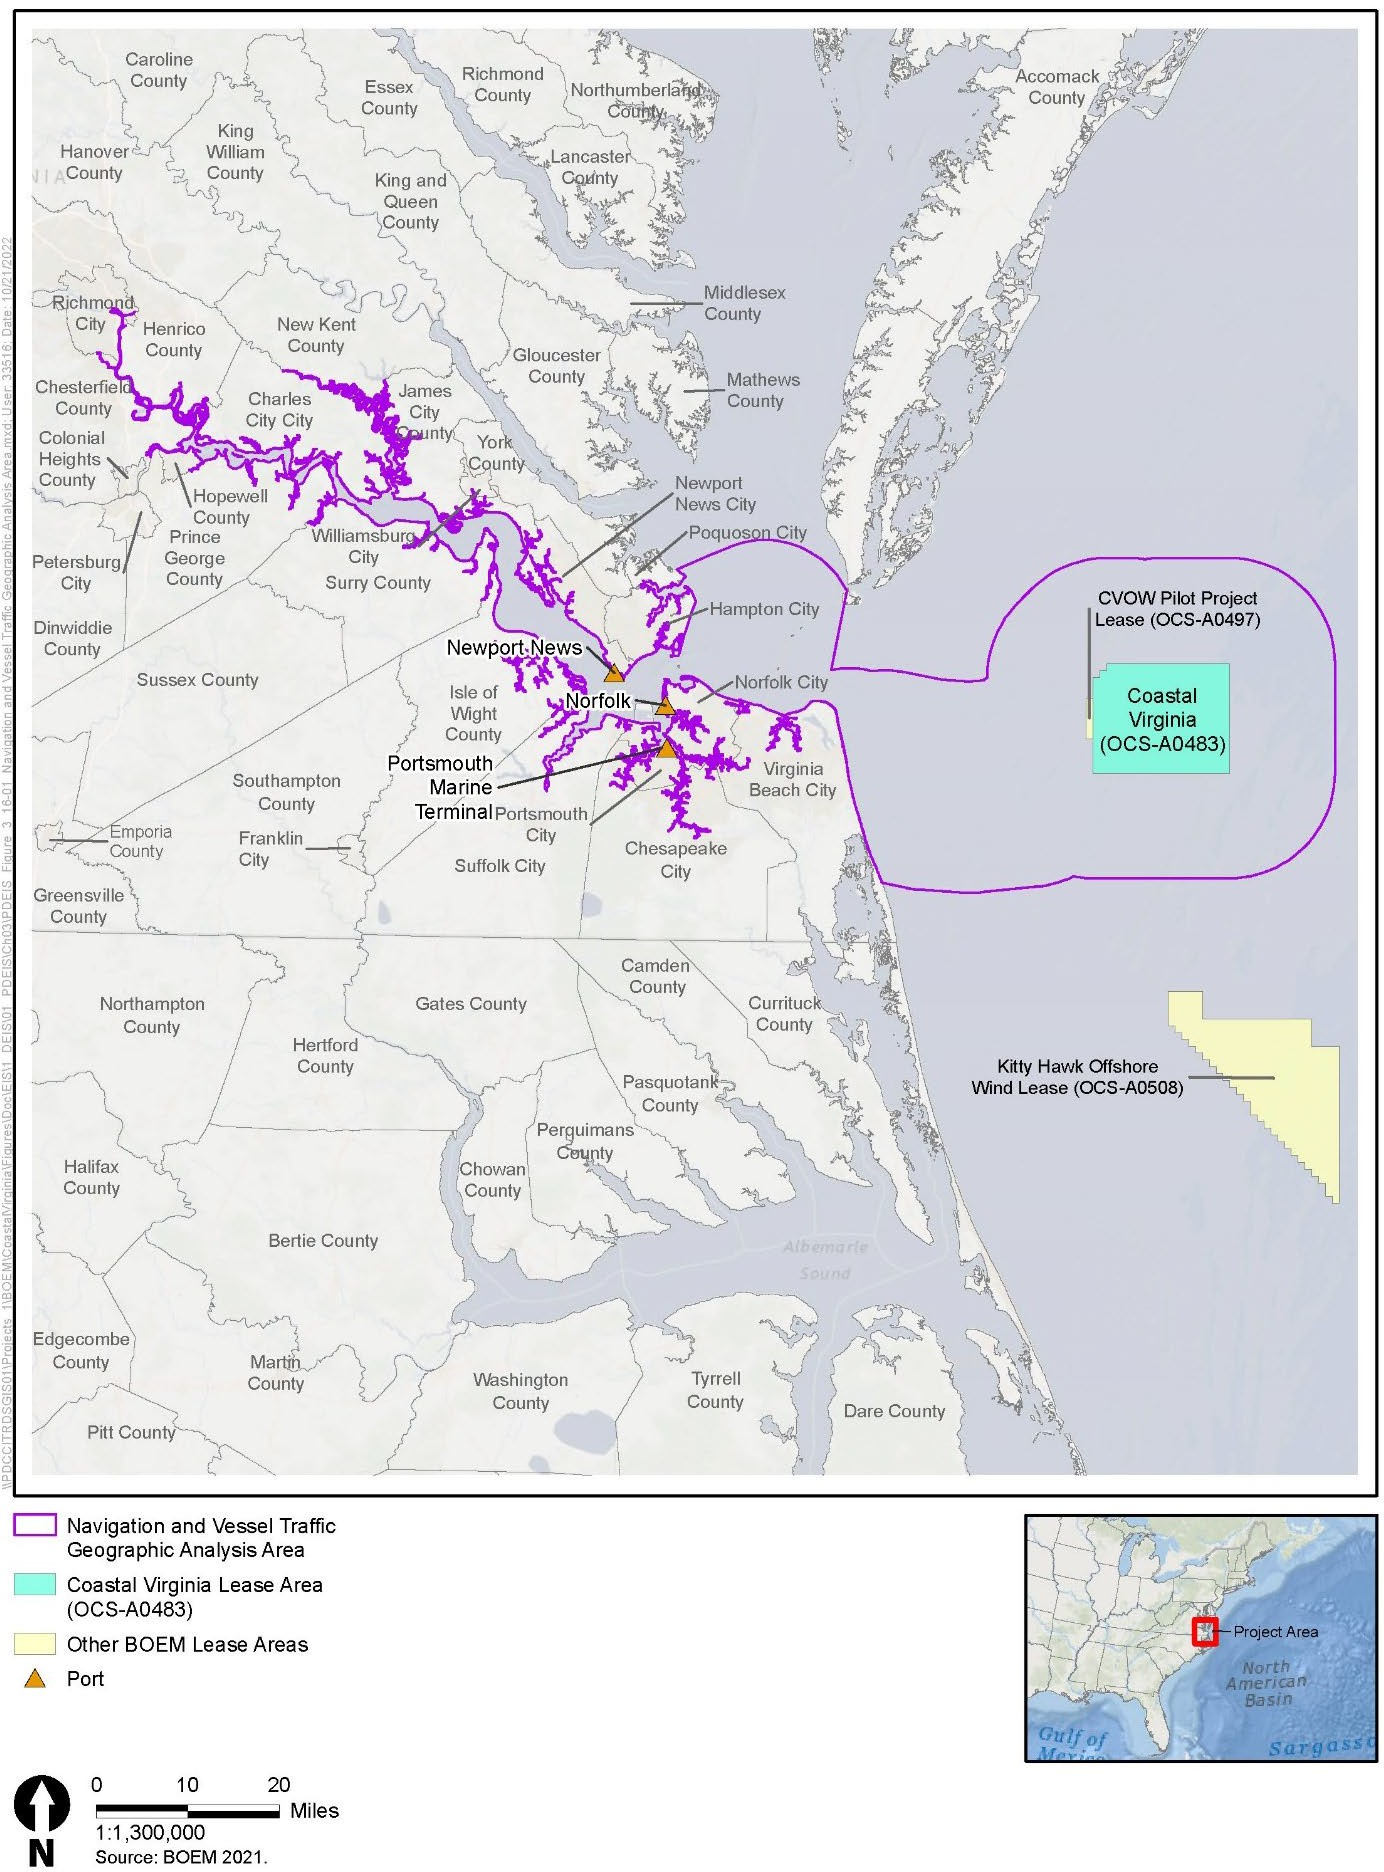 Caroline
County
Essex
County
Richmond
County
Northumberland
County
Accomack
County
Hanover
County
King
William
County
King and
Queen
County
Lancaster
County
Richmond
City
Henrico
County
New Kent
County
Middlesex
County
Gloucester
County
Mathews
County
Chesterfield
County
Charles
City City
James
City
County
York
County
Colonial
Heights
County
Hopewell
County
Newport
News City
Poquoson City
Petersburg
City
Prince
George
County
Williamsburg
City
Surry County
Hampton City
CVOW Pilot Project
Lease (OCS-A0497)
Dinwiddie
County
Newport News
Sussex County
Isle of
Wight
County
Norfolk
Norfolk City
Coastal
Virginia
(OCS-A0483)
Portsmouth
Marine
Terminal
Southampton
County
Portsmouth
City
Virginia
Beach City
Emporia
County
Franklin
City
Suffolk City
Chesapeake
City
Greensville
County
Northampton
County
Gates County
Camden
County
Currituck
County
Hertford
County
Pasquotank
County
Kitty Hawk Offshore
Wind Lease (OCS-A0508)
Perquimans
County
Halifax
County
Chowan
County
Bertie County
Albemarle
Sound
Edgecombe
County
Martin
County
Washington
County
Tyrrell
County
Dare County
Pitt County
Navigation and Vessel Traffic
Geographic Analysis Area
Coastal Virginia Lease Area
(OCS-A0483)
Other BOEM Lease Areas
Port
Project Area
North
American
Basin
Gulf of
Mexico
0 10 20
Miles
1:1,300,000
Source: BOEM 2021.
N